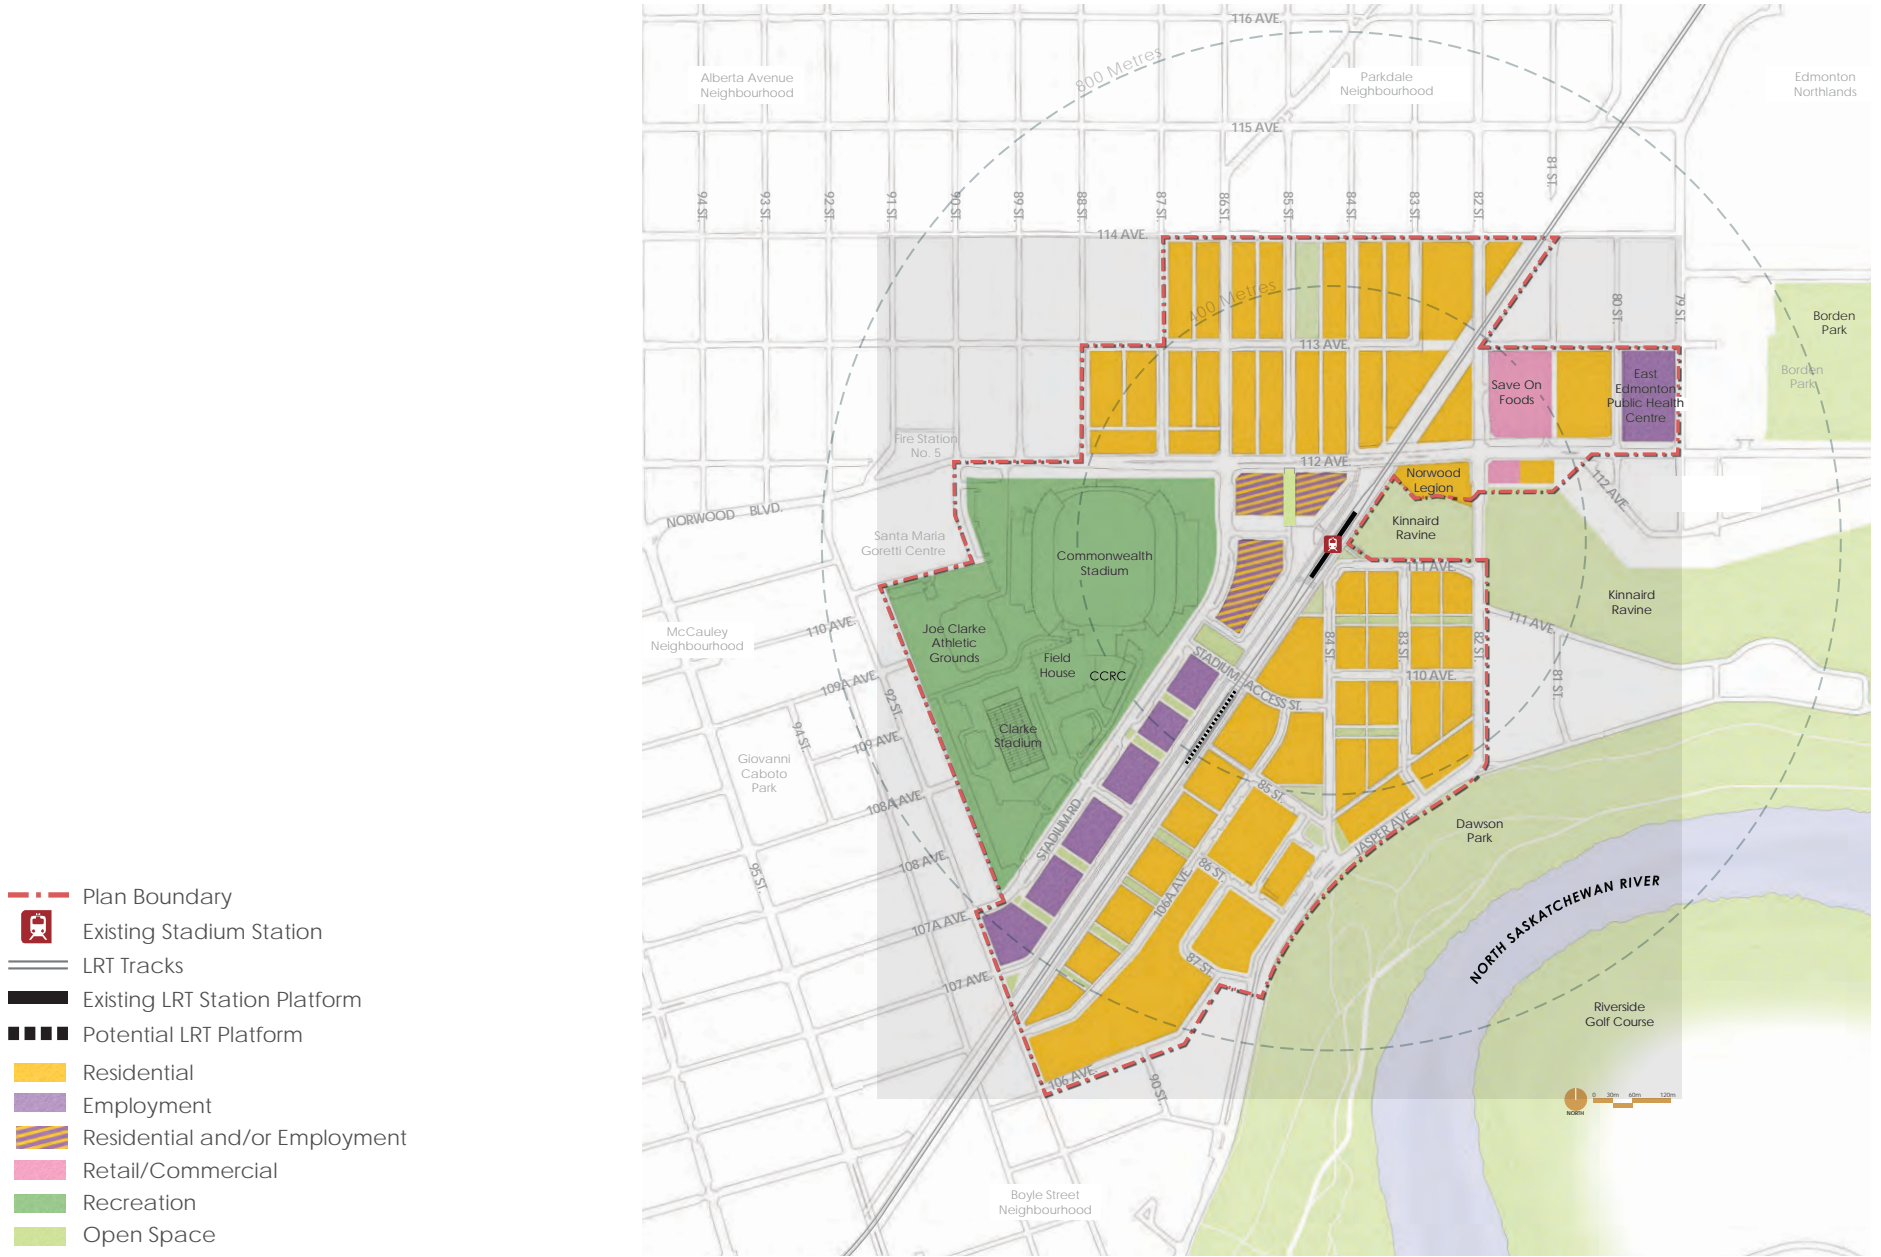 116 AVE.
800 Metres
Alberta Avenue
Neighbourhood
Parkdale
Neighbourhood
Edmonton
Northlands
115 AVE.
94 ST.
93 ST.
92 ST.
91 ST.
90 ST.
89 ST.
88 ST.
87 ST.
86 ST.
85 ST.
84 ST.
83 ST.
82 ST.
81 ST.
114 AVE.
400 Metres
80 ST.
79 ST.
Borden
Park
113 AVE.
Borden
Park
Save On
Foods
East
Edmonton
Public Health
Centre
Fire Station
No. 5
112 AVE.
Norwood
Legion
112 AVE
NORWOOD BLVD.
Santa Maria
Goretti Centre
Commonwealth
Stadium
Kinnaird
Ravine
111 AVE.
Kinnaird
Ravine
McCauley
Neighbourhood
110 AVE.
Joe Clarke
Athletic
Grounds
Field
House
CCRC
STADIUM ACCESS ST.
84 ST.
83 ST.
82 ST.
111 AVE.
110 AVE.
81 ST.
109A AVE.
92 ST.
94 ST.
109 AVE.
Clarke
Stadium
Giovanni
Caboto
Park
108A AVE.
85 ST.
STADIUM RD.
JASPER AVE.
Dawson
Park
108 AVE.
95 ST.
86 ST.
106A AVE.
NORTH SASKATCHEWAN RIVER
107A AVE.
87 ST.
107 AVE.
Riverside
Golf Course
106 AVE.
90 ST.
NORTH
0 30m 60m 120m
Boyle Street
Neighbourhood
Plan Boundary
Existing Stadium Station
LRT Tracks
Existing LRT Station Platform
Potential LRT Platform
Residential
Employment
Residential and/or Employment
Retail/Commercial
Recreation
Open Space